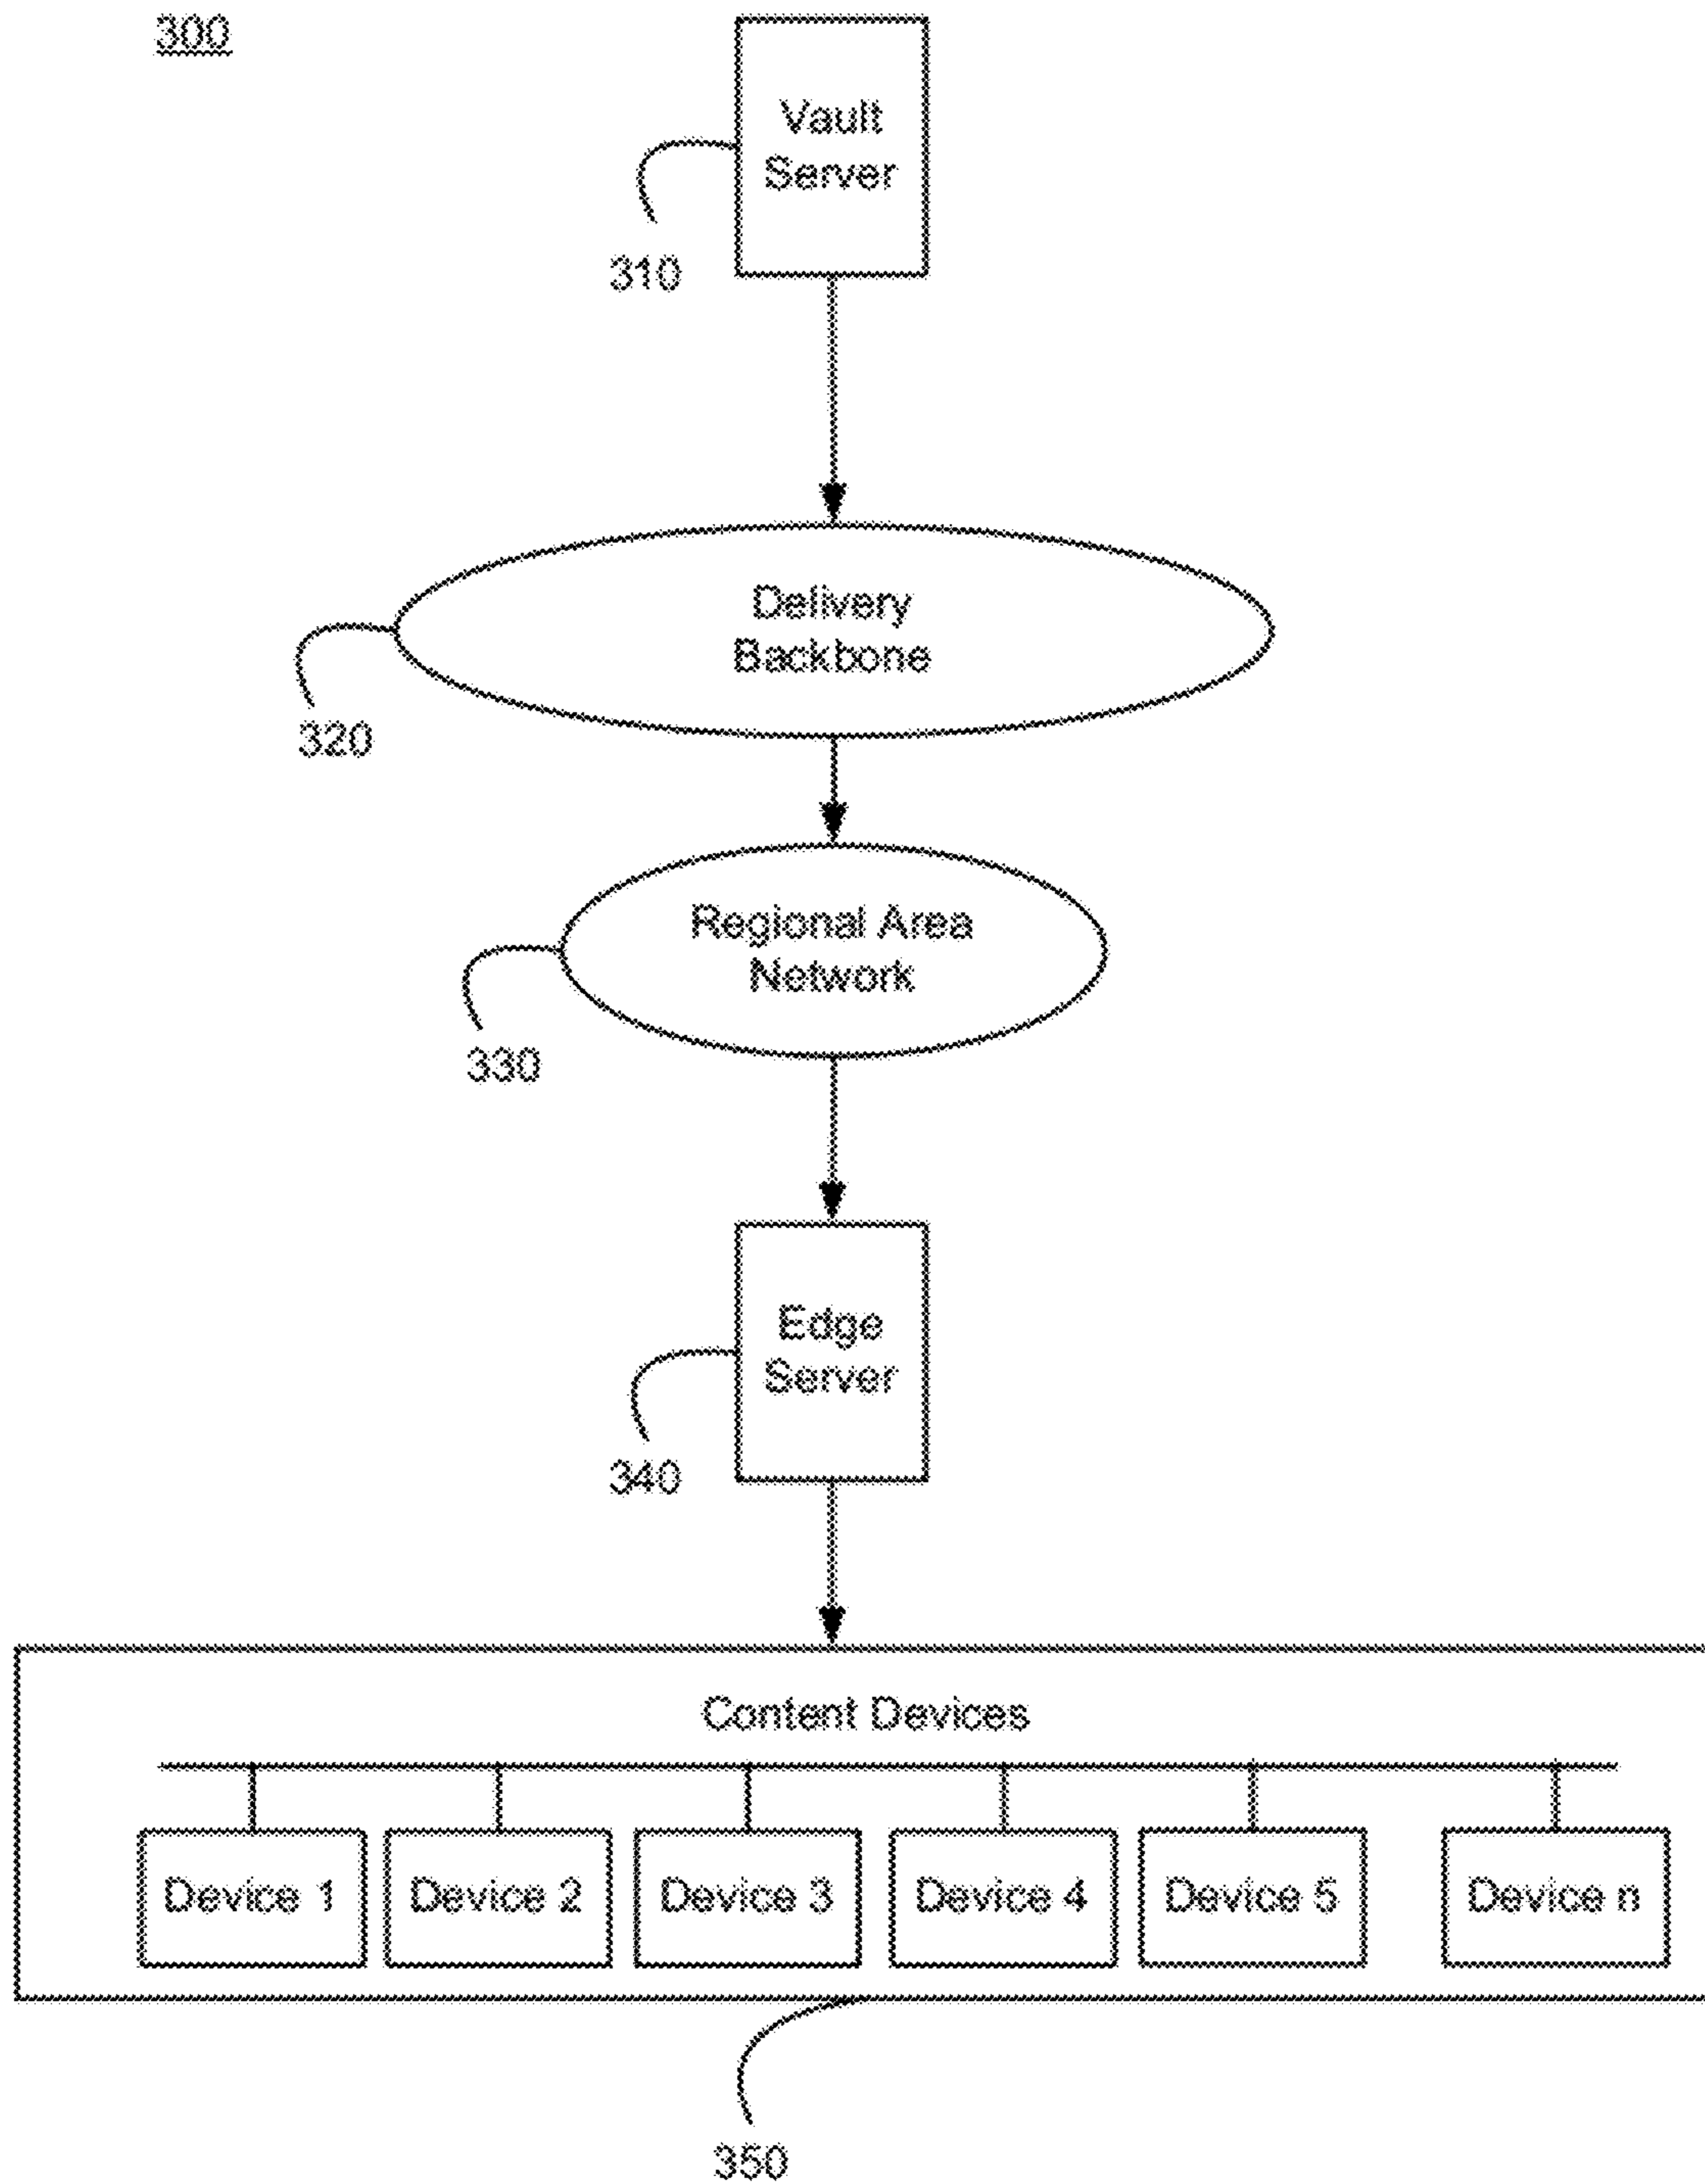 300
Vault
Server
310
Delivery
Backbone
320
Regional Area
Network
330
Edge
Server
340
Content Devices
Device 1 Device 2 Device 3 Device 4 Device 5 Device n
350